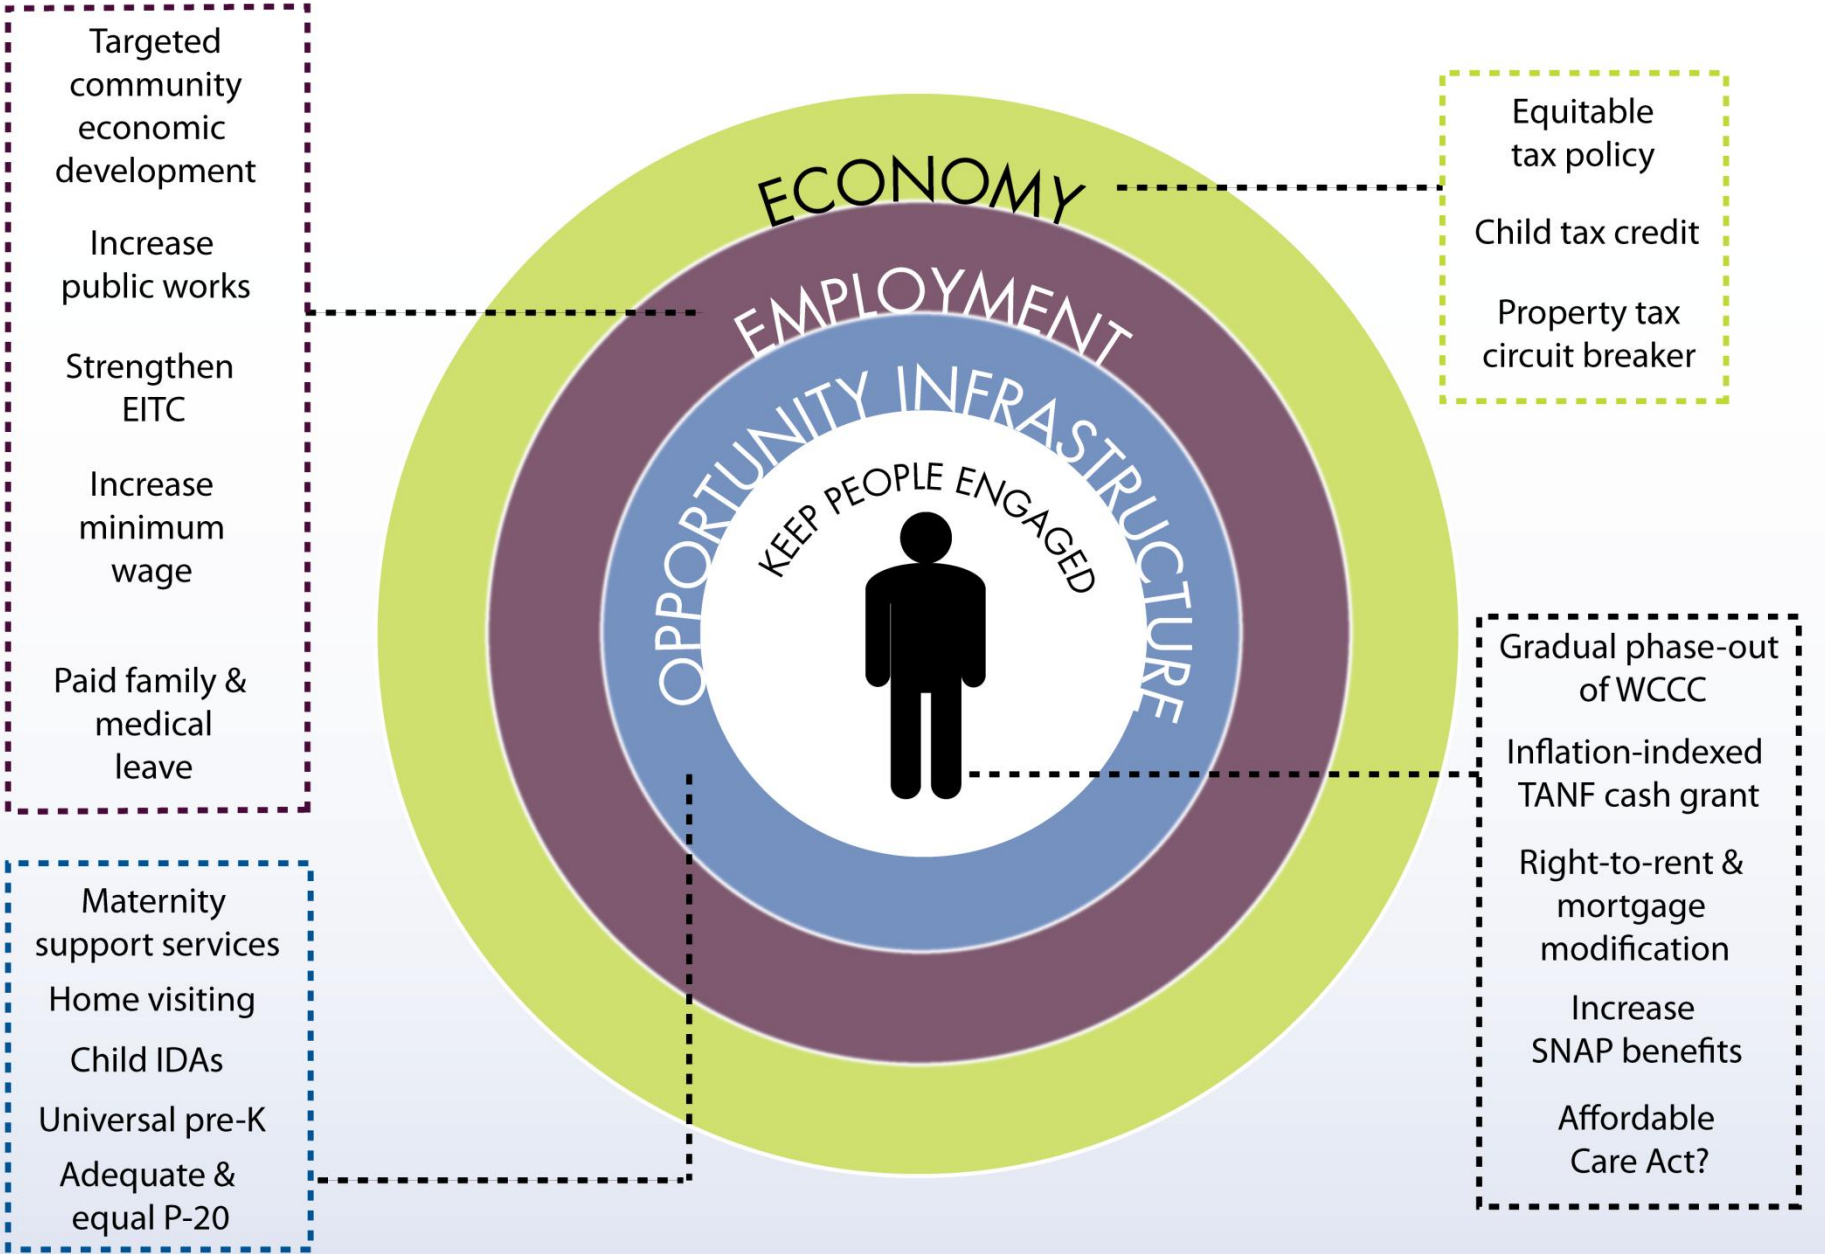 Targeted
community
economic
development
Increase
public works
Strengthen
EITC
Increase
minimum
wage
Paid family &
medical
leave
Maternity
support services
Home visiting
Child IDAs
Universal pre-K
Adequate &
equal P-20
ECONOMY
EMPLOYMENT
OPPORTUNITY INFRASTRUCTURE
KEEP PEOPLE ENGAGED
Equitable
tax policy
Child tax credit
Property tax
circuit breaker
Gradual phase-out
of WCCC
Inflation-indexed
TANF cash grant
Right-to-rent &
mortgage
modification
Increase
SNAP benefits
Affordable
Care Act?